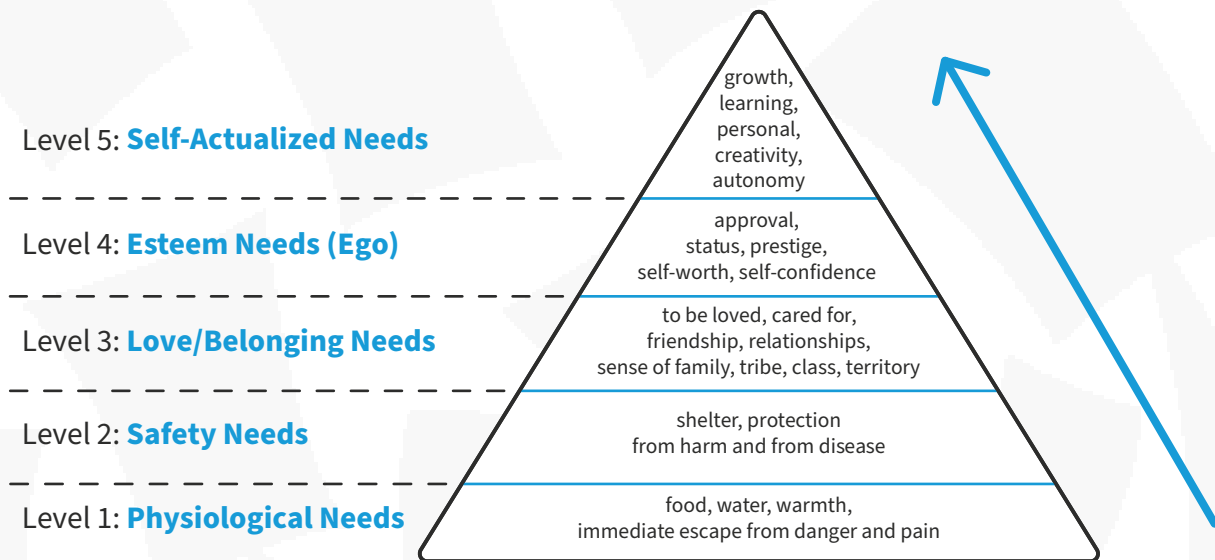 growth,
learning,
personal,
creativity,
autonomy
Level 5: Self-Actualized Needs
approval,
status, prestige,
self-worth, self-confidence
Level 4: Esteem Needs (Ego)
to be loved, cared for,
friendship, relationships,
sense of family, tribe, class, territory
Level 3: Love/Belonging Needs
shelter, protection
from harm and from disease
Level 2: Safety Needs
food, water, warmth,
immediate escape from danger and pain
Level 1: Physiological Needs